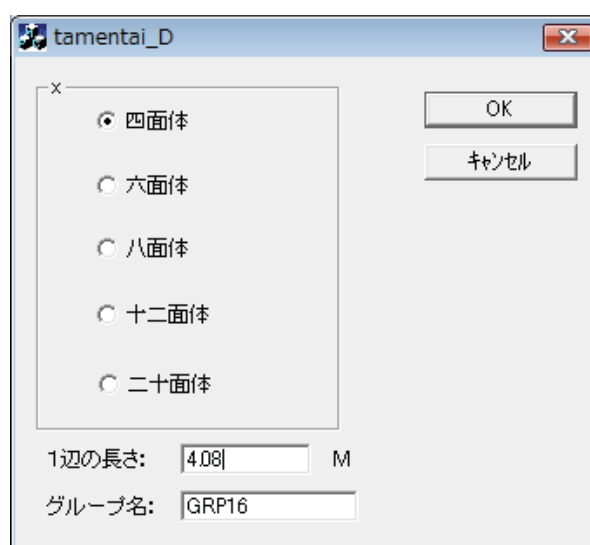 tamentai_D
x
四面体
六面体
八面体
十二面体
二十面体
OK
キャンセル
1辺の長さ: 4.08 M
グループ名: GRP16